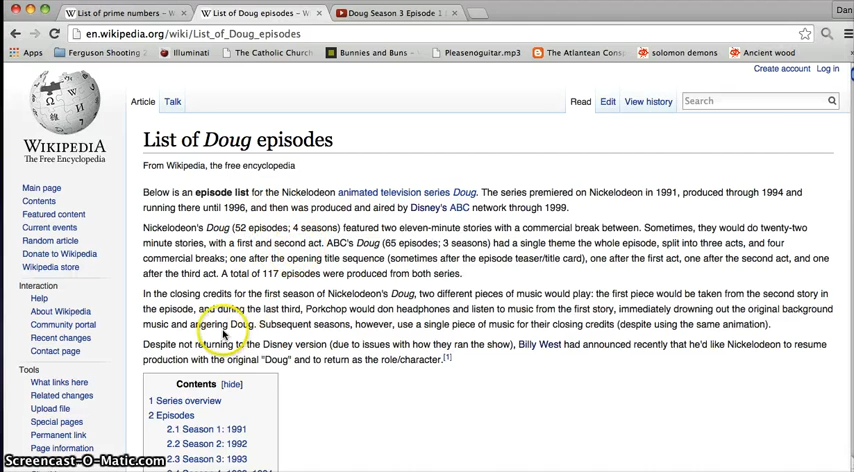 List of prime numbers – Wi
List of Doug episodes – W
Doug Season 3 Episode 1
Dan
en.wikipedia.org/wiki/List_of_Doug_episodes
Apps Ferguson Shooting Illuminati The Catholic Church Bunnies and Buns - Pleasenoguitar.mp3 The Atlantean Cons solomon demons Ancient wood
Create account Log in
Article Talk Read Edit View history Search
WIKIPEDIA
The Free Encyclopedia
Main page
Contents
Featured content
Current events
Random article
Donate to Wikipedia
Wikipedia store
Interaction
Help
About Wikipedia
Community portal
Recent changes
Contact page
Tools
What links here
Related changes
Upload file
Special pages
Permanent link
Page information
List of Doug episodes
From Wikipedia, the free encyclopedia
Below is an episode list for the Nickelodeon animated television series Doug. The series premiered on Nickelodeon in 1991, produced through 1994 and
running there until 1996, and then was produced and aired by Disney's ABC network through 1999.
Nickelodeon's Doug (52 episodes; 4 seasons) featured two eleven-minute stories with a commercial break between. Sometimes, they would do twenty-two
minute stories, with a first and second act. ABC's Doug (65 episodes; 3 seasons) had a single theme the whole episode, split into three acts, and four
commercial breaks; one after the opening title sequence (sometimes after the episode teaser/title card), one after the first act, one after the second act, and one
after the third act. A total of 117 episodes were produced from both series.
In the closing credits for the first season of Nickelodeon's Doug, two different pieces of music would play: the first piece would be taken from the second story in
the episode, and during the last third, Porkchop would don headphones and listen to music from the first story, immediately drowning out the original background
music and angering Doug. Subsequent seasons, however, use a single piece of music for their closing credits (despite using the same animation).
Despite not returning to the Disney version (due to issues with how they ran the show), Billy West had announced recently that he'd like Nickelodeon to resume
production with the original "Doug" and to return as the role/character.[1]
Contents [hide]
1 Series overview
2 Episodes
2.1 Season 1: 1991
2.2 Season 2: 1992
2.3 Season 3: 1993
Screencast-O-Matic.com